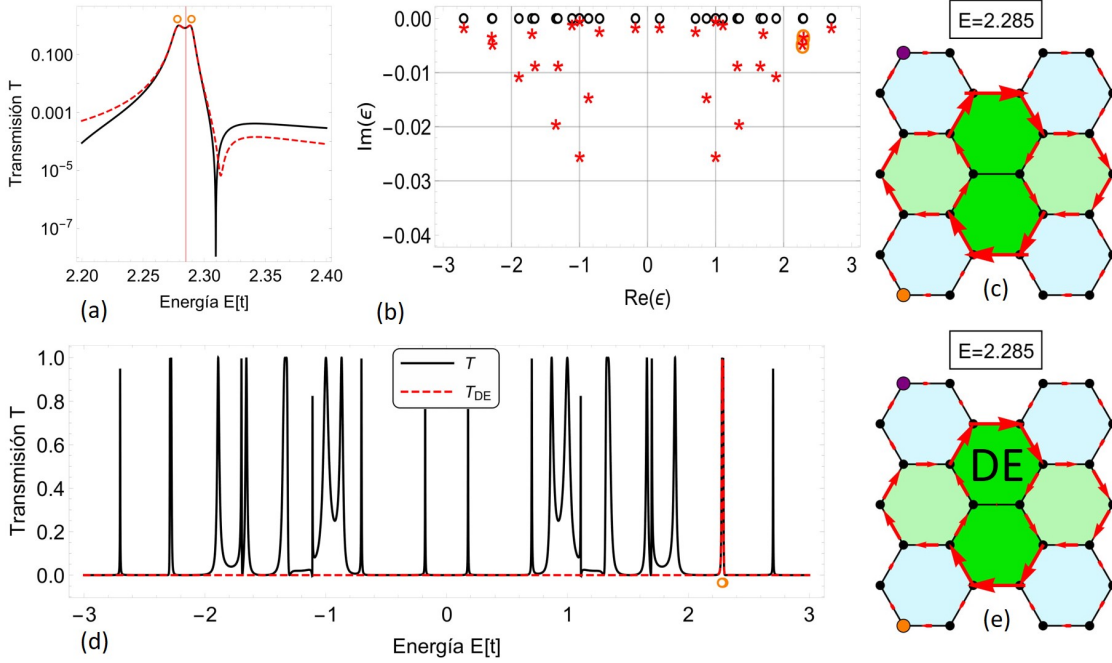 Transmisión T
0.100
0.001
10⁻⁵
10⁻⁷
2.20 2.25 2.30 2.35 2.40
(a) Energía E[t]
Im(ϵ)
0.00
−0.01
−0.02
−0.03
−0.04
−3 −2 −1 0 1 2 3
(b) Re(ϵ)
E=2.285
(c)
Transmisión T
1.0
0.8
0.6
0.4
0.2
0.0
T
T_DE
−3 −2 −1 0 1 2 3
(d) Energía E[t]
E=2.285
DE
(e)